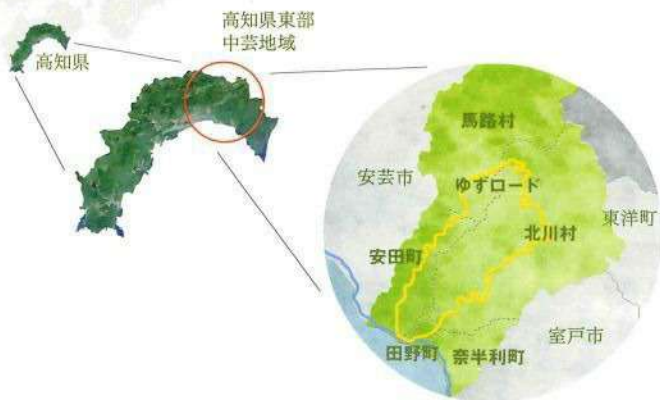 高知県東部
中芸地域
高知県
馬路村
安芸市
ゆずロード
東洋町
北川村
安田町
室戸市
田野町
奈半利町